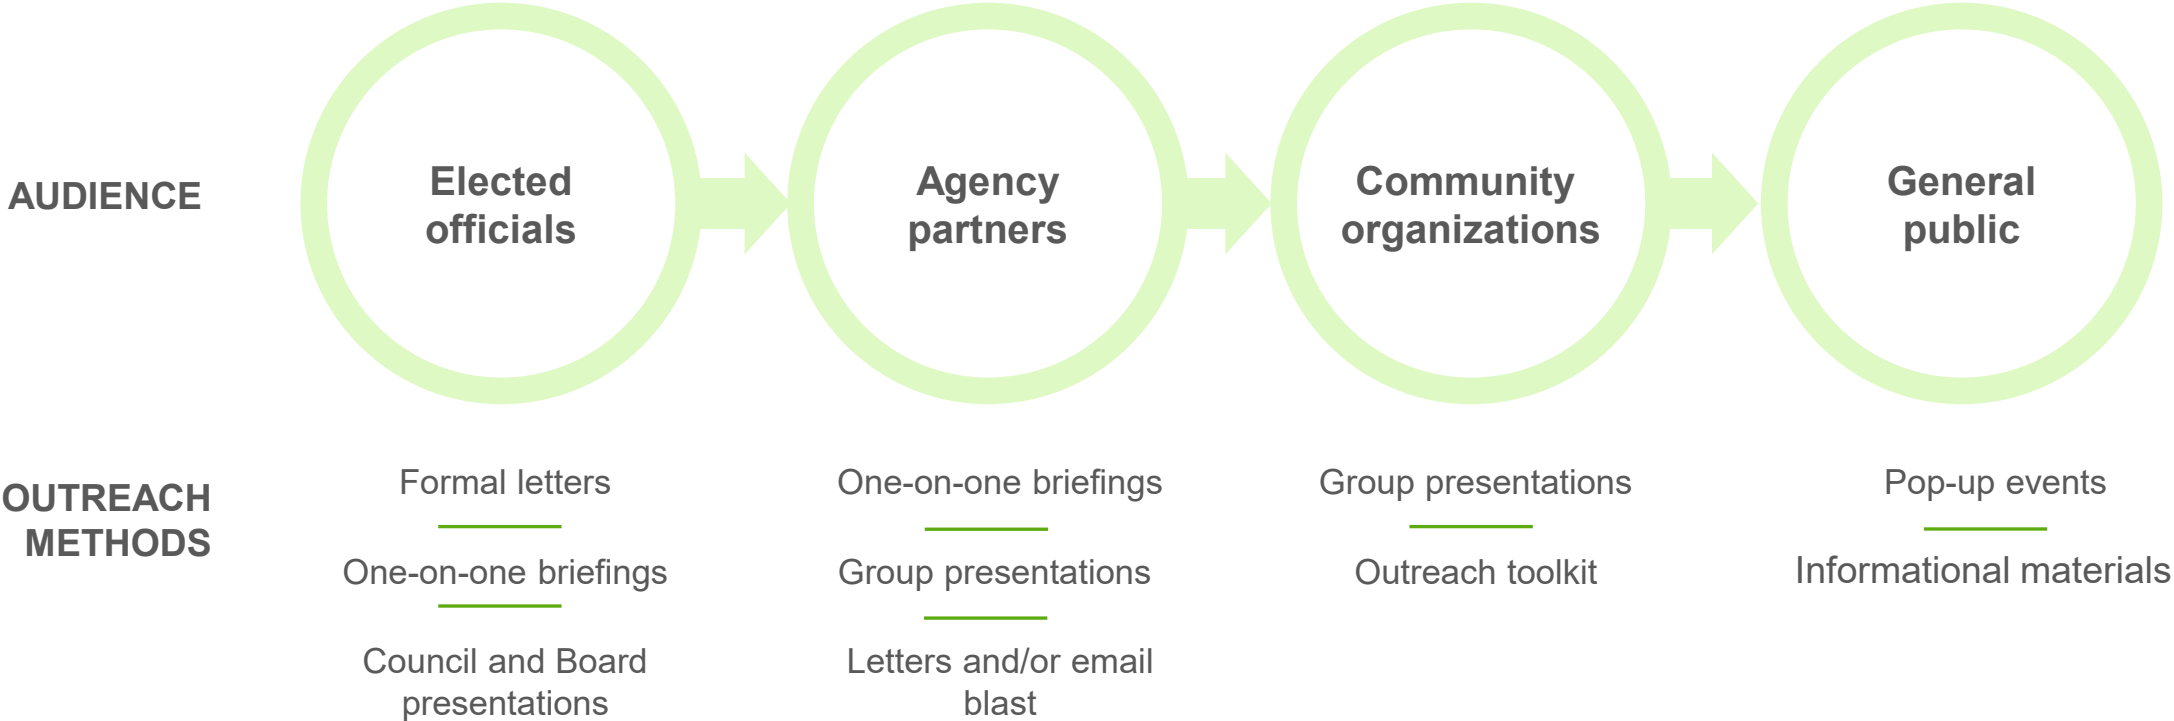 AUDIENCE
Elected
officials
Agency
partners
Community
organizations
General
public
OUTREACH
METHODS
Formal letters
One-on-one briefings
Council and Board
presentations
One-on-one briefings
Group presentations
Letters and/or email
blast
Group presentations
Outreach toolkit
Pop-up events
Informational materials